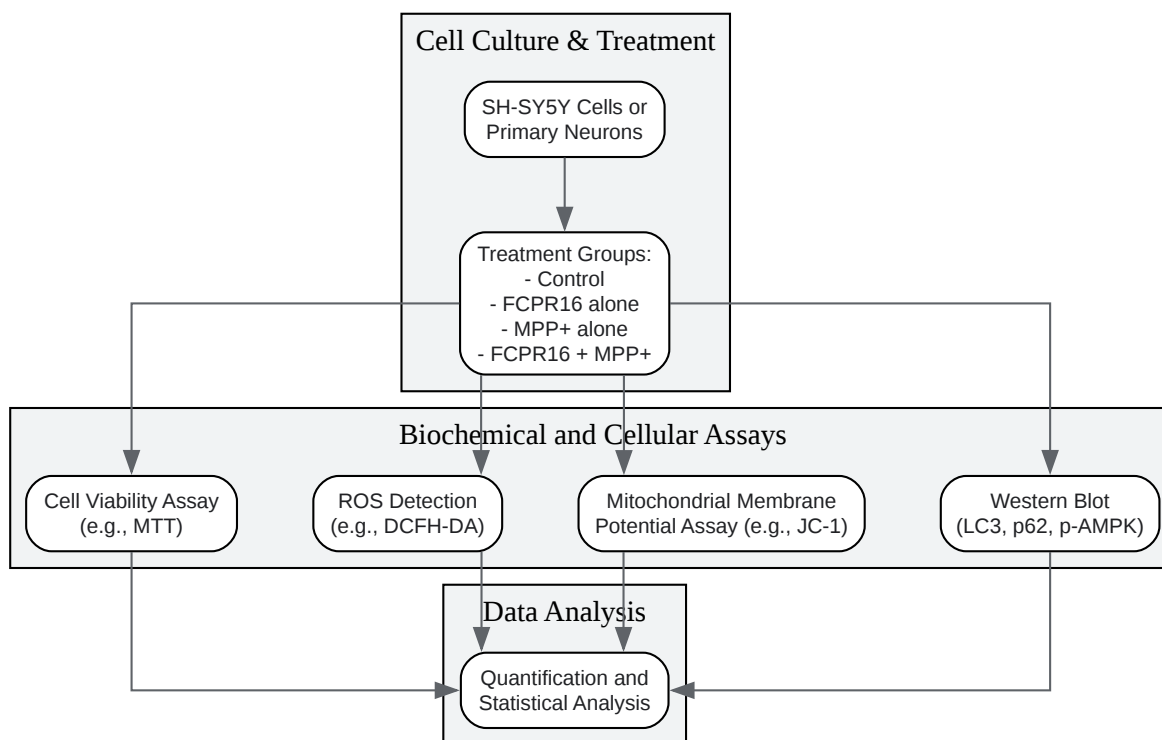 Cell Culture & Treatment
SH-SY5Y Cells or
Primary Neurons
Treatment Groups:
- Control
- FCPR16 alone
- MPP+ alone
- FCPR16 + MPP+
Biochemical and Cellular Assays
Cell Viability Assay
(e.g., MTT)
ROS Detection
(e.g., DCFH-DA)
Mitochondrial Membrane
Potential Assay (e.g., JC-1)
Western Blot
(LC3, p62, p-AMPK)
Data Analysis
Quantification and
Statistical Analysis